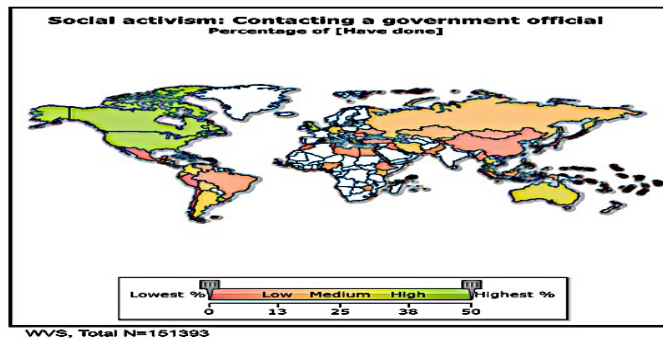 Social activism: Contacting a government official
Percentage of [Have done]
Lowest % Low Medium High Highest %
0 13 25 38 50
WVS, Total N=151393